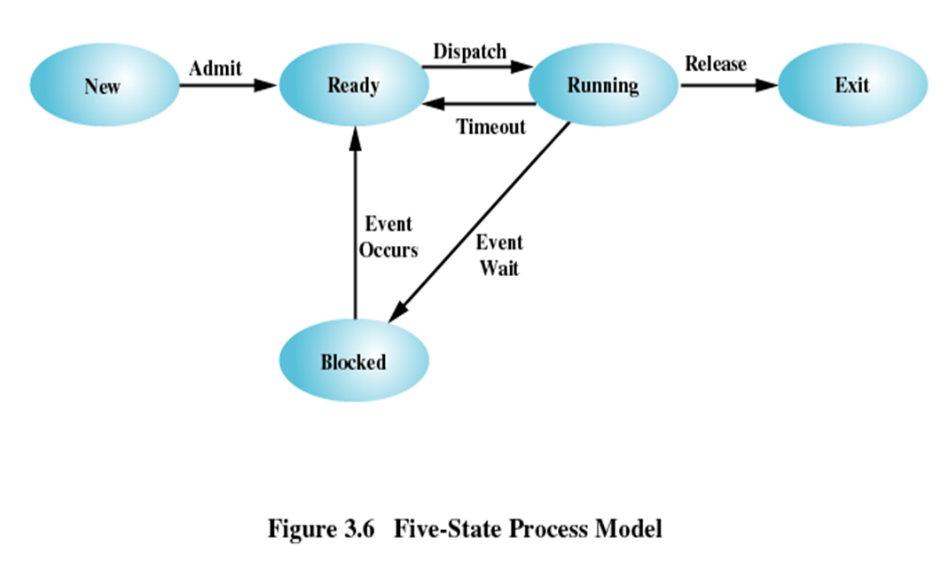 Dispatch
Release
Admit
New
Ready
Running
Exit
Timeout
Event
Occurs
Event
Wait
Blocked
Figure 3.6 Five-State Process Model